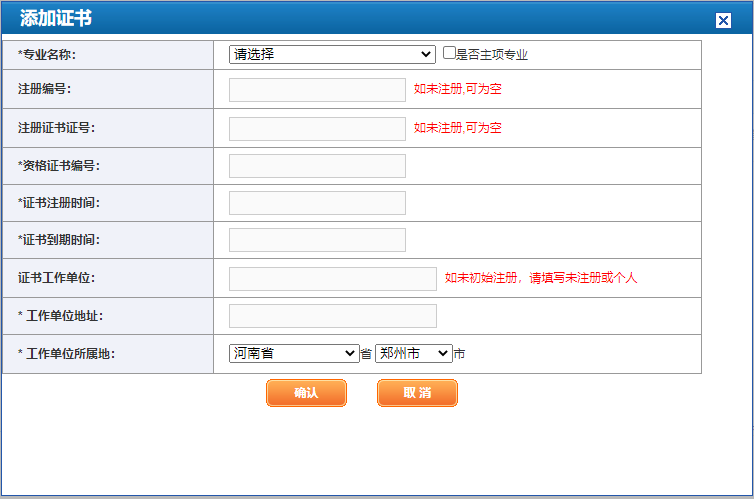 添加证书
*专业名称： 请选择 是否主项专业
注册编号： 如未注册,可为空
注册证书证号： 如未注册,可为空
*资格证书编号：
*证书注册时间：
*证书到期时间：
证书工作单位： 如未初始注册，请填写未注册或个人
* 工作单位地址：
* 工作单位所属地： 河南省 省 郑州市 市
确认 取 消